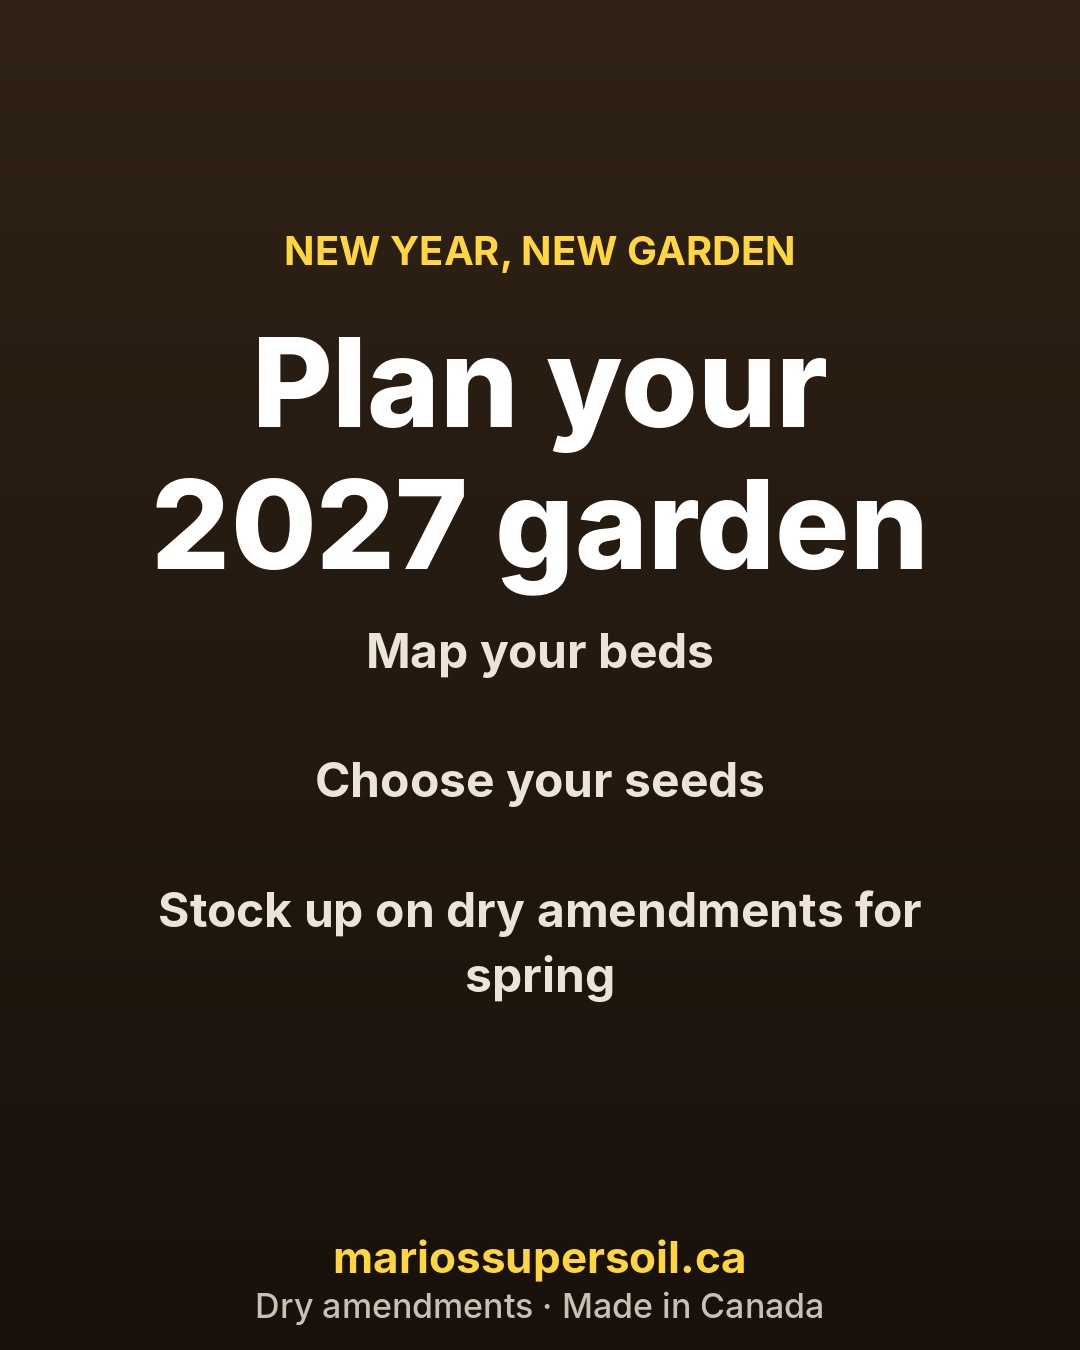 NEW YEAR, NEW GARDEN
Plan your
2027 garden
Map your beds
Choose your seeds
Stock up on dry amendments for
spring
mariossupersoil.ca
Dry amendments · Made in Canada